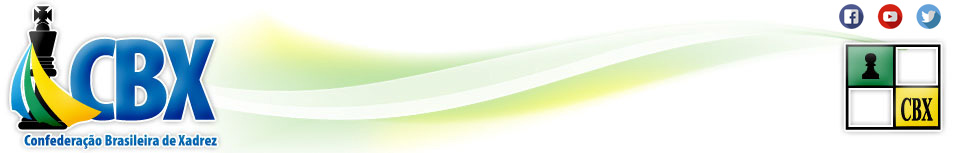 CBX
Confederação Brasileira de Xadrez
CBX